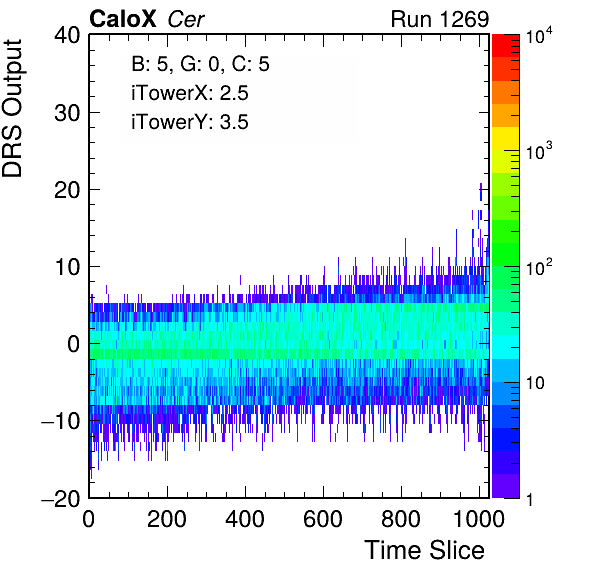 CaloX Cer Run 1269
B: 5, G: 0, C: 5
iTowerX: 2.5
iTowerY: 3.5
DRS Output
40
30
20
10
0
−10
−20
0 200 400 600 800 1000
Time Slice
10^4
10^3
10^2
10
1